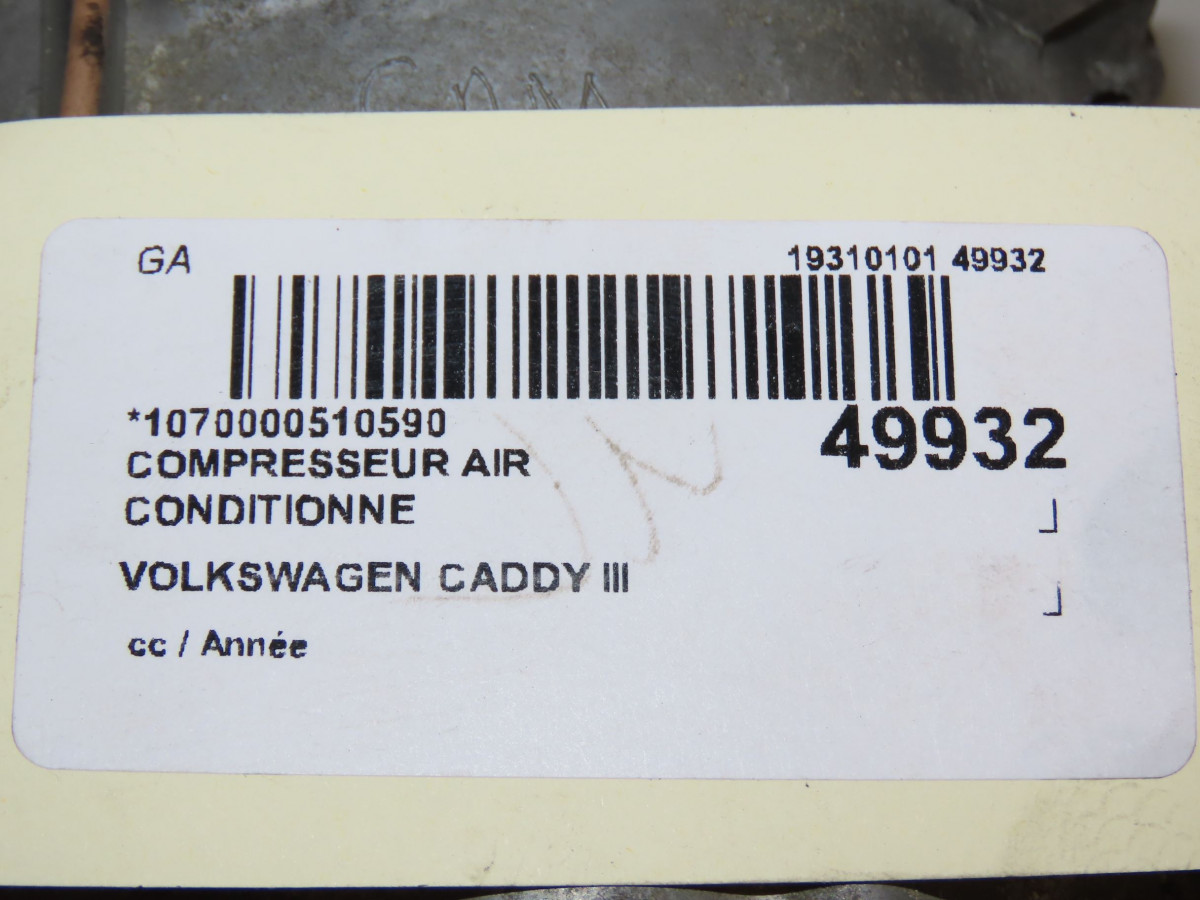 GA
19310101 49932
*1070000510590
49932
COMPRESSEUR AIR
CONDITIONNE
VOLKSWAGEN CADDY III
cc / Année